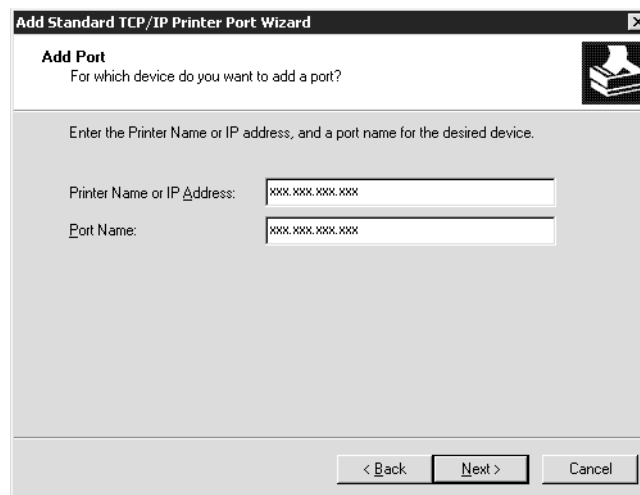 Add Standard TCP/IP Printer Port Wizard
Add Port
For which device do you want to add a port?
Enter the Printer Name or IP address, and a port name for the desired device.
Printer Name or IP Address: xxx.xxx.xxx.xxx
Port Name: xxx.xxx.xxx.xxx
< Back Next > Cancel